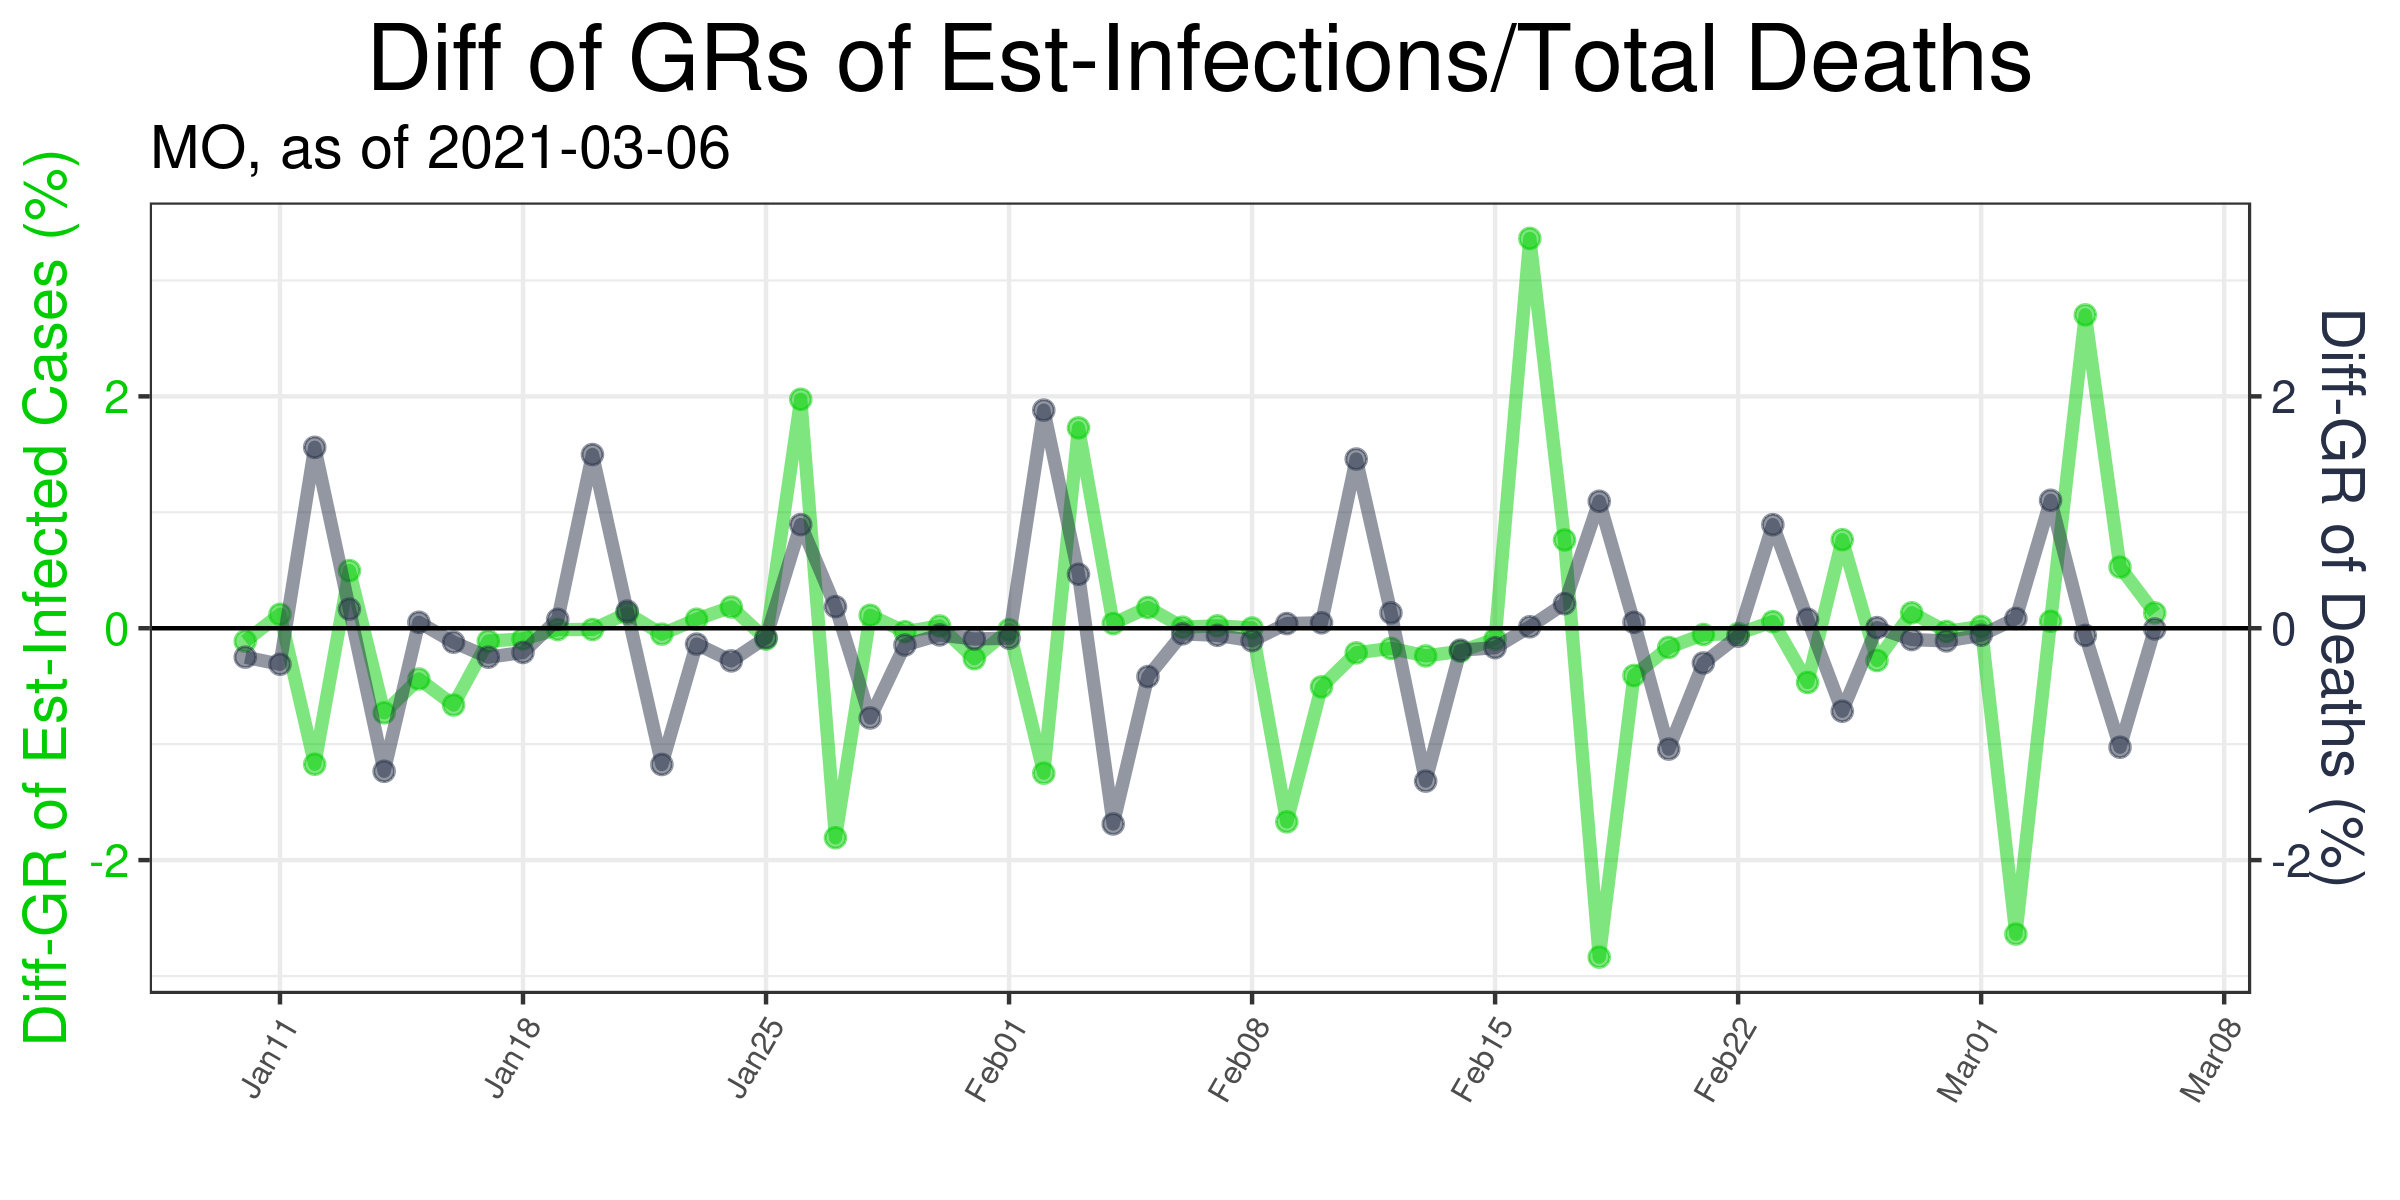 Diff of GRs of Est-Infections/Total Deaths
MO, as of 2021-03-06
Diff-GR of Est-Infected Cases (%)
2
0
-2
2
0
-2
Diff-GR of Deaths (%)
Jan11
Jan18
Jan25
Feb01
Feb08
Feb15
Feb22
Mar01
Mar08